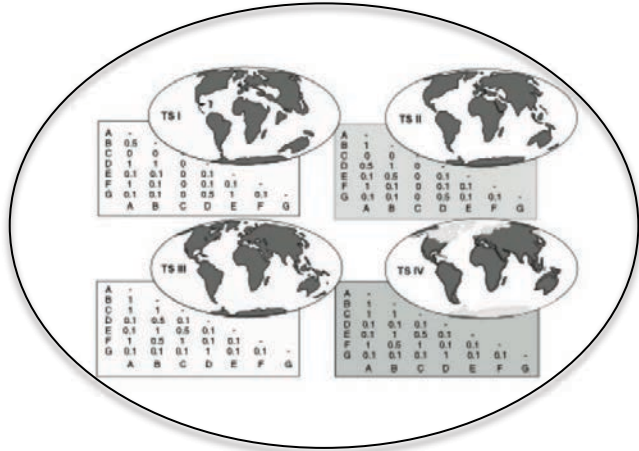 TS I
A -
B 0.5 -
C 0 0 -
D 1 1 0 -
E 0.1 0.1 0 0.1 -
F 1 0.1 0 0.1 0.1 -
G 0.1 0.1 0 0.5 1 0.1 -
A B C D E F G
TS II
A -
B 1 -
C 0 0 -
D 0.5 1 0 -
E 0.1 0.5 0 0.1 -
F 1 0.1 0 0.1 0.1 -
G 0.1 0.1 0 0.5 0.1 0.1 -
A B C D E F G
TS III
A -
B 1 -
C 1 1 -
D 0.1 0.5 0.1 -
E 0.1 1 0.5 0.1 -
F 1 0.5 1 0.1 0.1 -
G 0.1 0.1 0.1 1 0.1 0.1 -
A B C D E F G
TS IV
A -
B 1 -
C 1 1 -
D 0.1 0.1 0.1 -
E 0.1 1 0.5 0.1 -
F 1 0.5 1 0.1 0.1 -
G 0.1 0.1 0.1 1 0.1 0.1 -
A B C D E F G